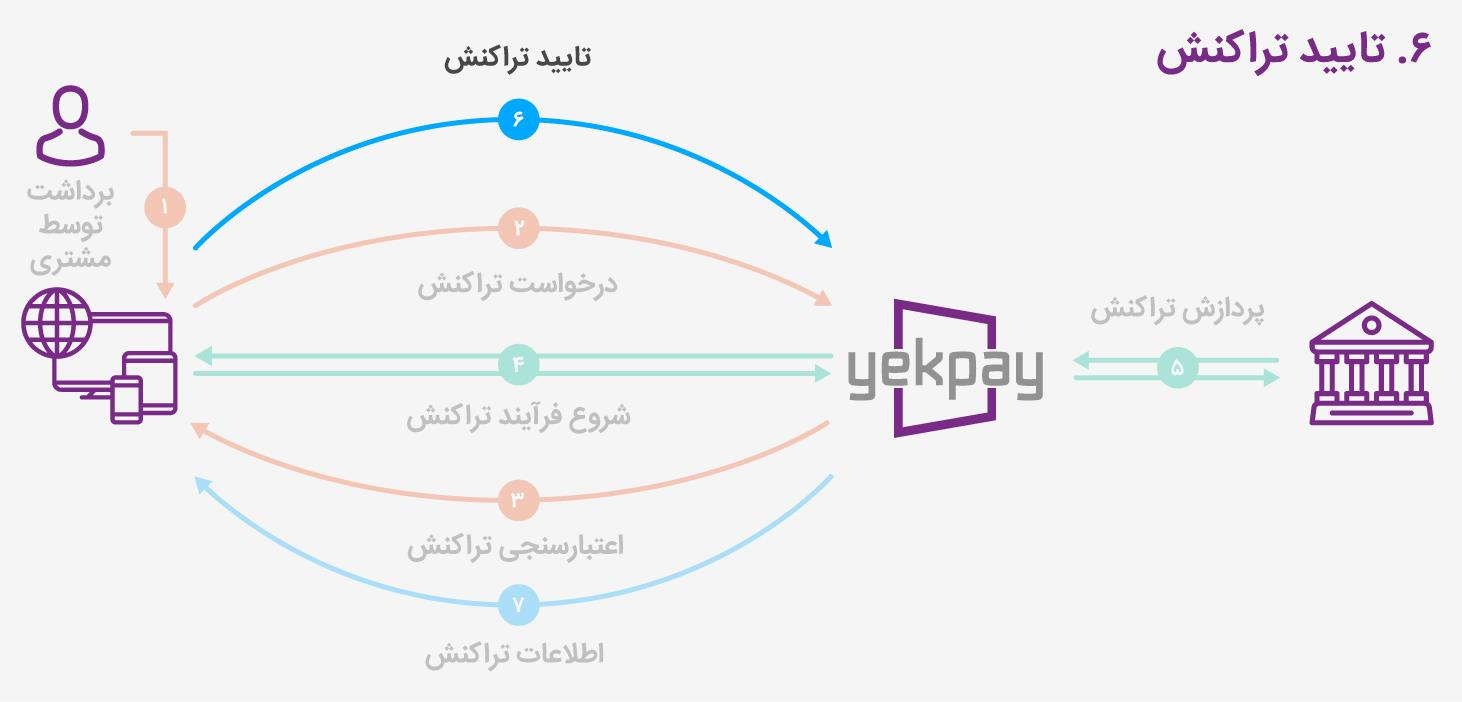 ۶. تایید تراکنش
تایید تراکنش
۶
برداشت
توسط
مشتری
۱
۲
درخواست تراکنش
پردازش تراکنش
۵
yekpay
۴
شروع فرآیند تراکنش
۳
اعتبارسنجی تراکنش
۷
اطلاعات تراکنش